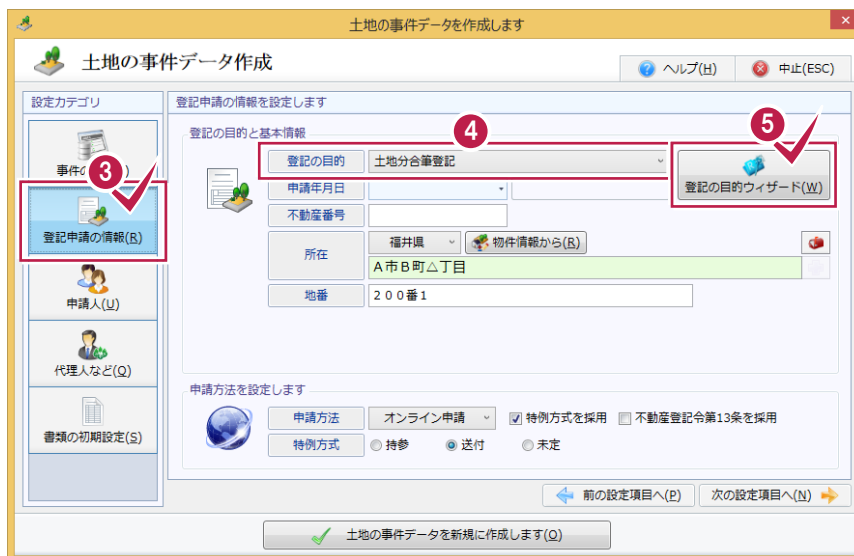 土地の事件データを作成します
土地の事件データ作成
ヘルプ(H)
中止(ESC)
設定カテゴリ
登記申請の情報を設定します
登記の目的と基本情報
4
5
登記の目的
土地分合筆登記
登記の目的ウィザード(W)
3
登記申請の情報(R)
申請年月日
不動産番号
所在
福井県
物件情報から(R)
A市B町△丁目
地番
200番1
申請人(U)
代理人など(Q)
書類の初期設定(S)
申請方法を設定します
申請方法
オンライン申請
特例方式を採用
不動産登記令第13条を採用
特例方式
持参
送付
未定
前の設定項目へ(P)
次の設定項目へ(N)
土地の事件データを新規に作成します(O)